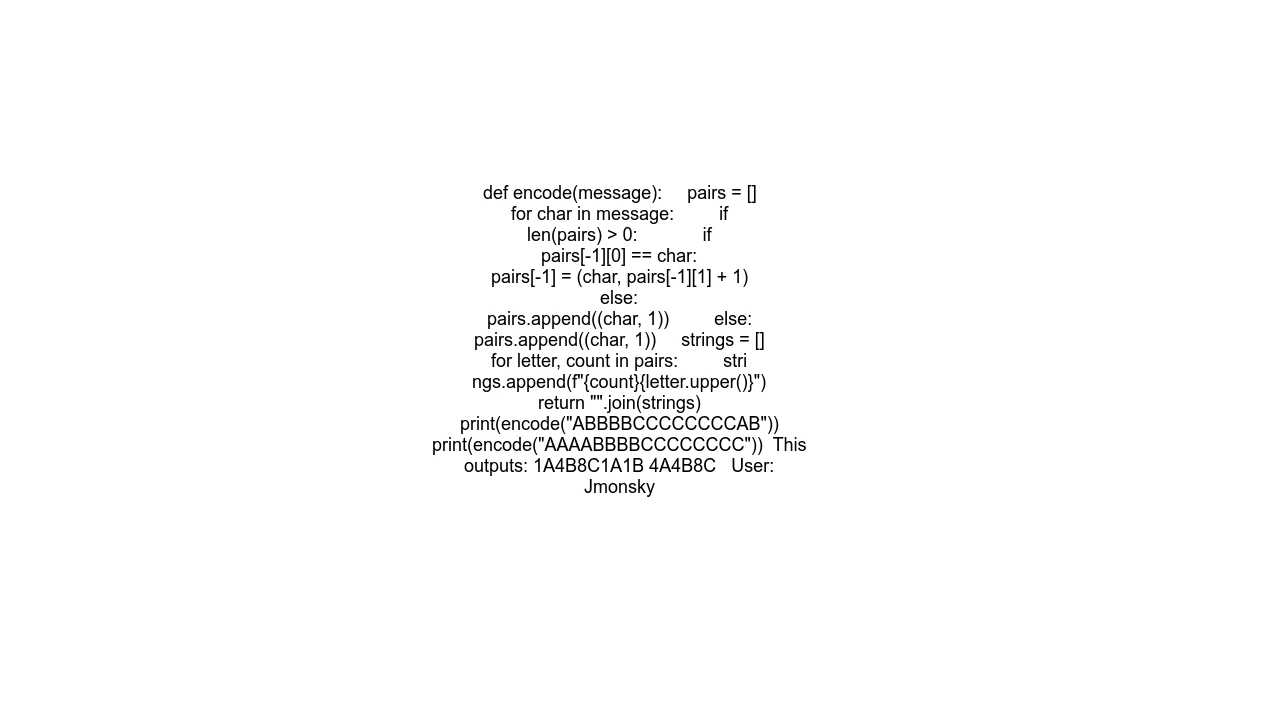 def encode(message):     pairs = []
for char in message:         if
len(pairs) > 0:             if
pairs[-1][0] == char:
pairs[-1] = (char, pairs[-1][1] + 1)
else:
pairs.append((char, 1))         else:
pairs.append((char, 1))     strings = []
for letter, count in pairs:         stri
ngs.append(f"{count}{letter.upper()}")
return "".join(strings)
print(encode("ABBBBCCCCCCCCAB"))
print(encode("AAAABBBBCCCCCCCC"))  This
outputs: 1A4B8C1A1B 4A4B8C   User:
Jmonsky